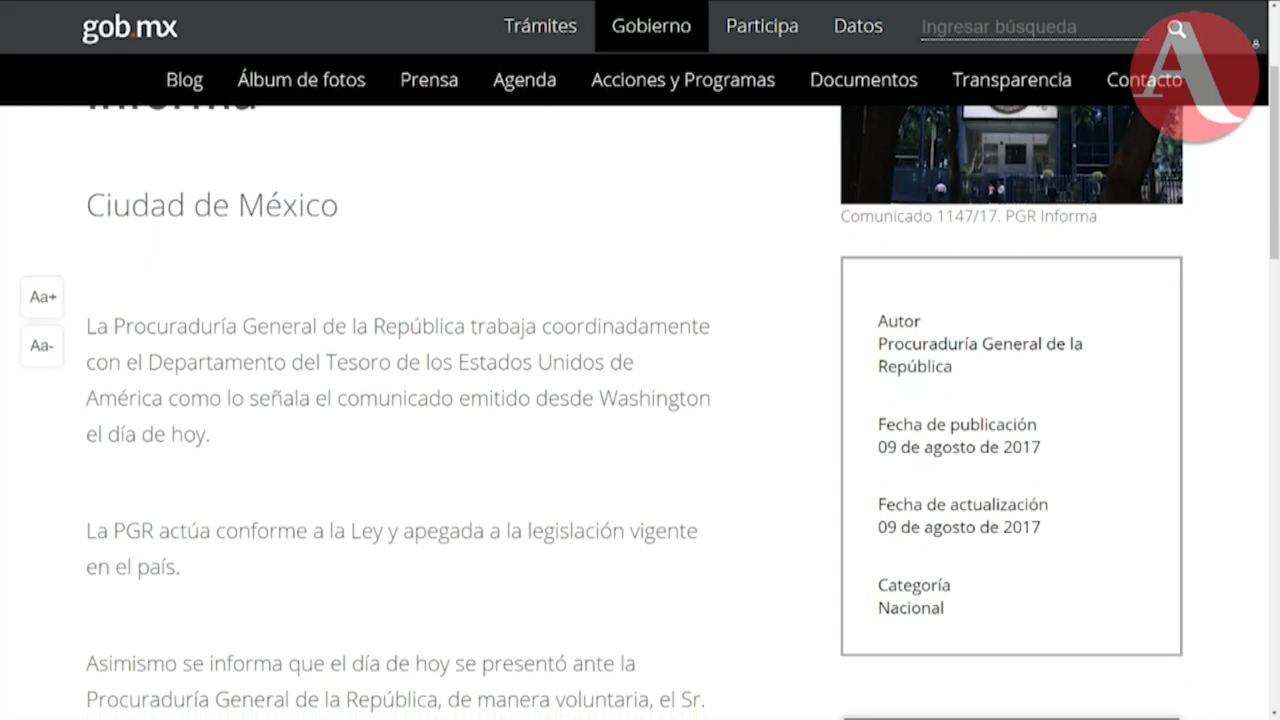 gob.mx
Trámites
Gobierno
Participa
Datos
Ingresar búsqueda
Blog
Álbum de fotos
Prensa
Agenda
Acciones y Programas
Documentos
Transparencia
Contacto
A
8
Informa
Ciudad de México
Aa+
Aa-
La Procuraduría General de la República trabaja coordinadamente
con el Departamento del Tesoro de los Estados Unidos de
América como lo señala el comunicado emitido desde Washington
el día de hoy.
La PGR actúa conforme a la Ley y apegada a la legislación vigente
en el país.
Asimismo se informa que el día de hoy se presentó ante la
Procuraduría General de la República, de manera voluntaria, el Sr.
Comunicado 1147/17. PGR Informa
Autor
Procuraduría General de la
República
Fecha de publicación
09 de agosto de 2017
Fecha de actualización
09 de agosto de 2017
Categoría
Nacional